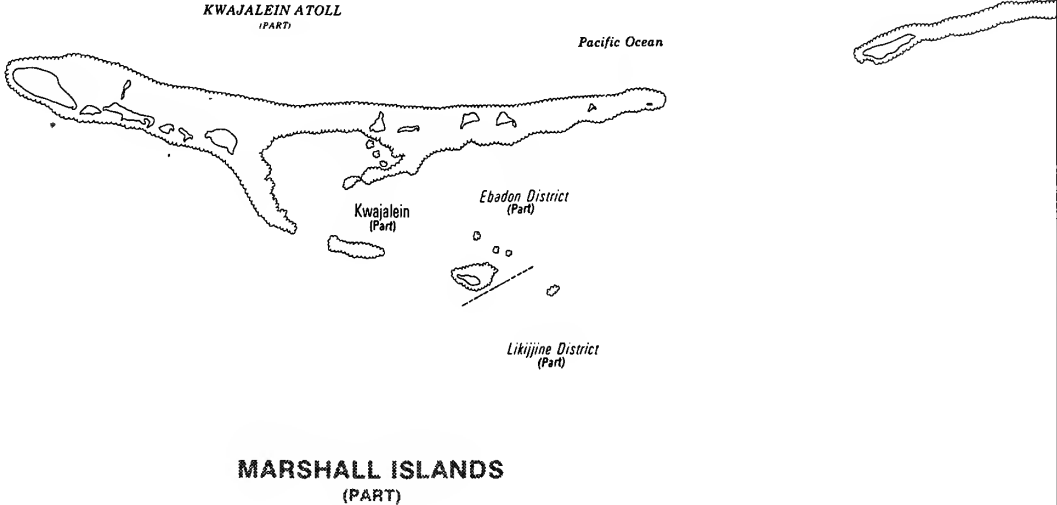 KWAJALEIN ATOLL
(PART)
Pacific Ocean
Ebadon District
(Part)
Kwajalein
(Part)
Likijjine District
(Part)
MARSHALL ISLANDS
(PART)